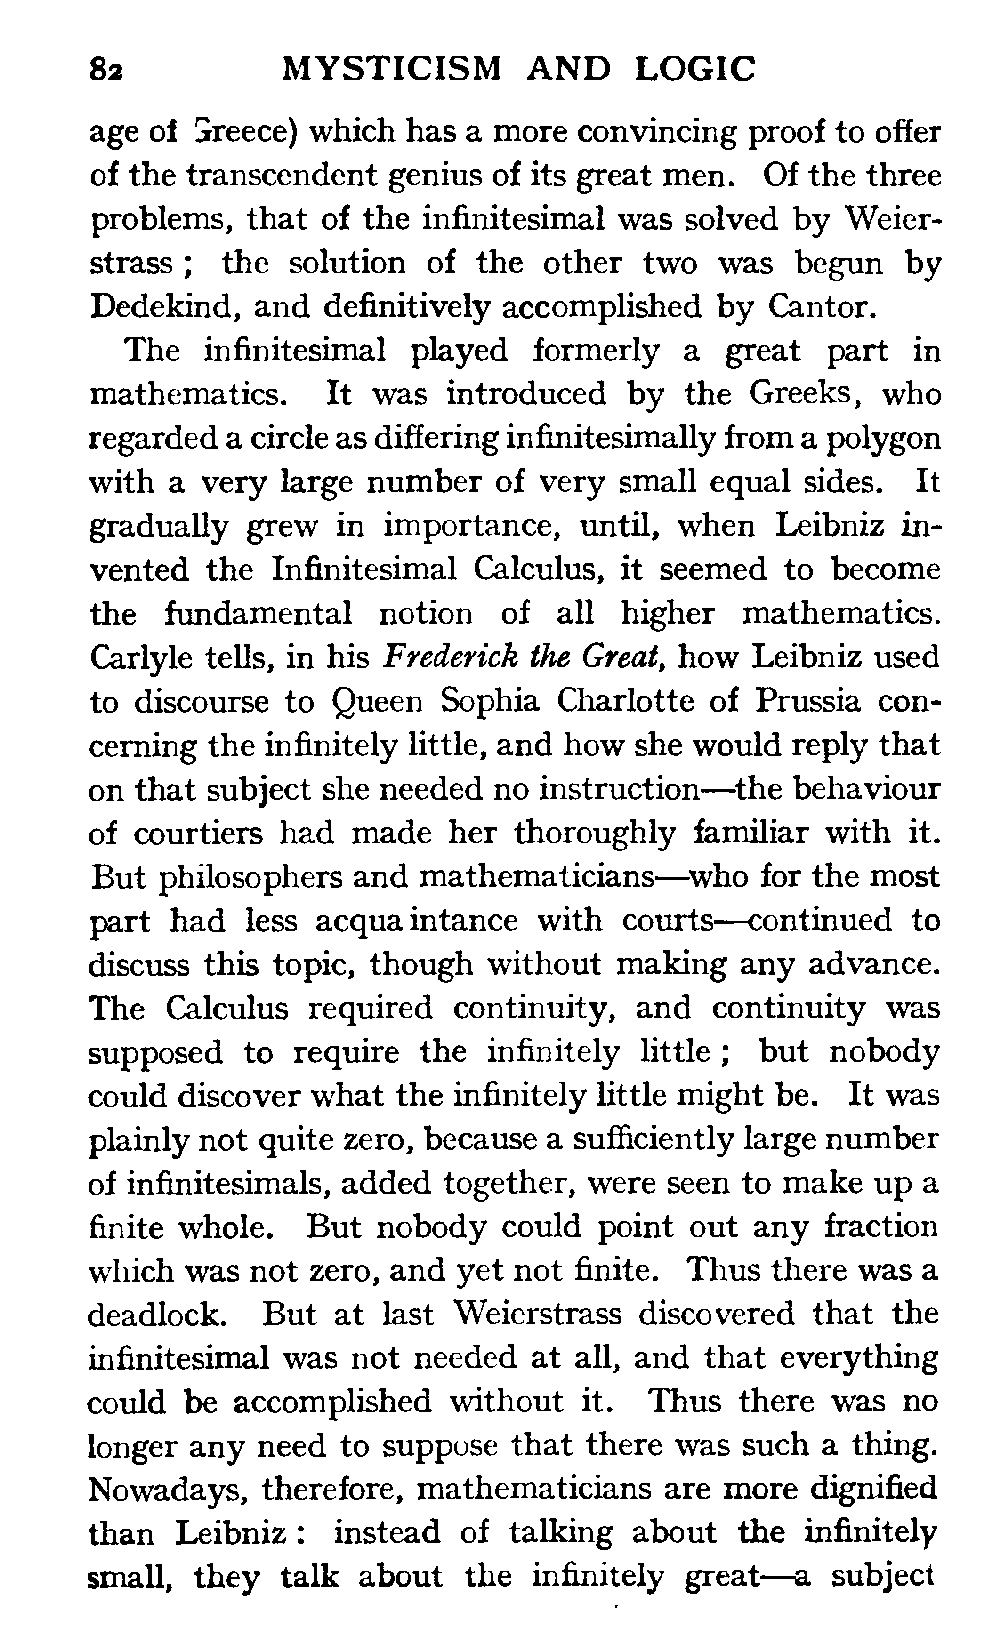 82 MYSTICISM AND LOGIC
age of Greece) which has a more convincing proof to offer
of the transcendent genius of its great men. Of the three
problems, that of the infinitesimal was solved by Weier-
strass ; the solution of the other two was begun by
Dedekind, and definitively accomplished by Cantor.
The infinitesimal played formerly a great part in
mathematics. It was introduced by the Greeks, who
regarded a circle as differing infinitesimally from a polygon
with a very large number of very small equal sides. It
gradually grew in importance, until, when Leibniz in-
vented the Infinitesimal Calculus, it seemed to become
the fundamental notion of all higher mathematics.
Carlyle tells, in his Frederick the Great, how Leibniz used
to discourse to Queen Sophia Charlotte of Prussia con-
cerning the infinitely little, and how she would reply that
on that subject she needed no instruction—the behaviour
of courtiers had made her thoroughly familiar with it.
But philosophers and mathematicians—who for the most
part had less acquaintance with courts—continued to
discuss this topic, though without making any advance.
The Calculus required continuity, and continuity was
supposed to require the infinitely little ; but nobody
could discover what the infinitely little might be. It was
plainly not quite zero, because a sufficiently large number
of infinitesimals, added together, were seen to make up a
finite whole. But nobody could point out any fraction
which was not zero, and yet not finite. Thus there was a
deadlock. But at last Weierstrass discovered that the
infinitesimal was not needed at all, and that everything
could be accomplished without it. Thus there was no
longer any need to suppose that there was such a thing.
Nowadays, therefore, mathematicians are more dignified
than Leibniz : instead of talking about the infinitely
small, they talk about the infinitely great—a subject